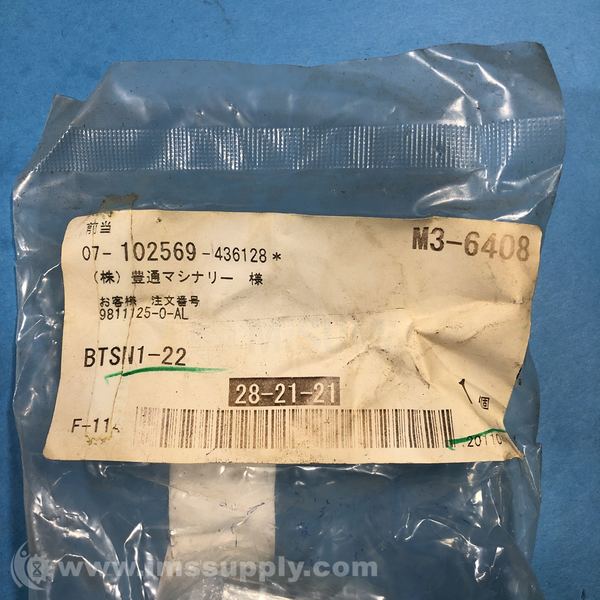 前当
M3-6408
07-102569-436128*
(株) 豊通マシナリー 様
お客様 注文番号
9811125-0-AL
BTSN1-22
28-21-21
1個
F-11
www.imssupply.com